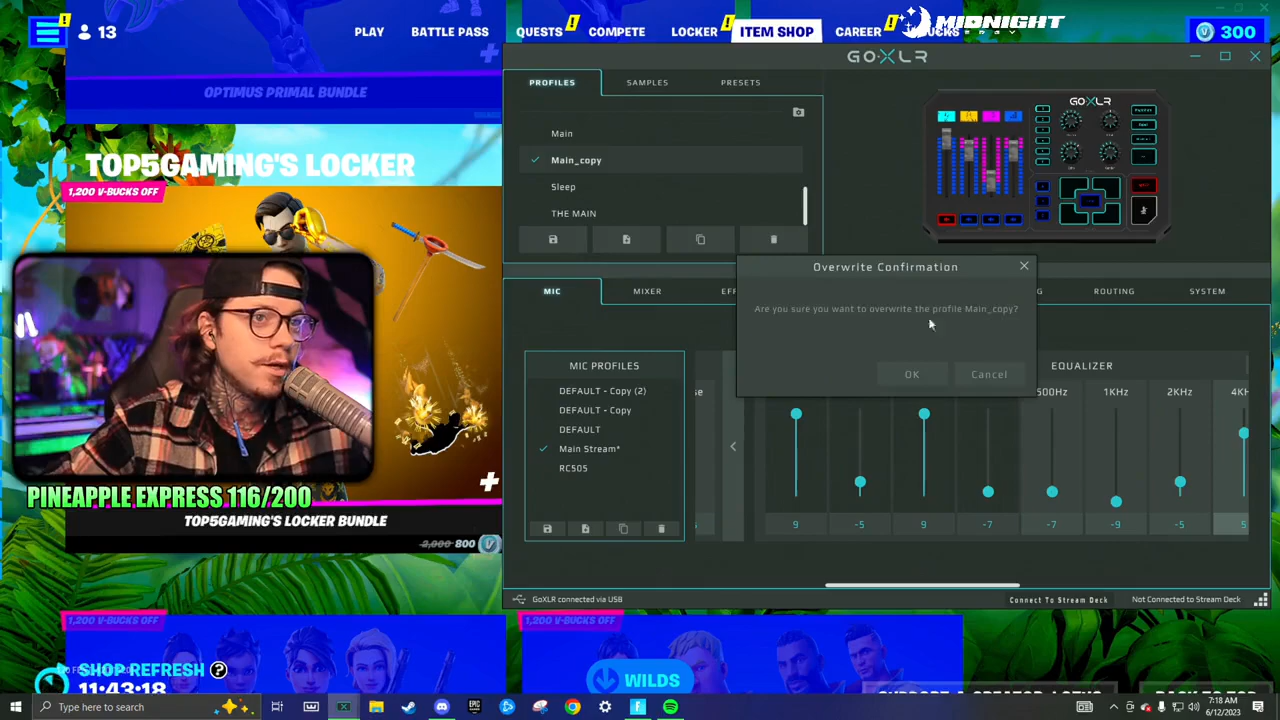 13
PLAY
BATTLE PASS
QUESTS
COMPETE
LOCKER
ITEM SHOP
CAREER
MIDNIGHT
300
OPTIMUS PRIMAL BUNDLE
TOP5GAMING'S LOCKER
1,200 V-BUCKS OFF
PINEAPPLE EXPRESS 116/200
TOP5GAMING'S LOCKER BUNDLE
2,000 800
GOXLR
PROFILES
SAMPLES
PRESETS
Main
Main_copy
Sleep
THE MAIN
GOXLR
Overwrite Confirmation
Are you sure you want to overwrite the profile Main_copy?
OK
Cancel
MIC
MIXER
ROUTING
SYSTEM
MIC PROFILES
DEFAULT - Copy (2)
DEFAULT - Copy
DEFAULT
Main Stream*
RC505
EQUALIZER
1KHz
2KHz
9
-5
9
-7
-7
-9
-5
5
GoXLR connected via USB
Connect To Stream Deck
Not Connected to Stream Deck
1,200 V-BUCKS OFF
1,200 V-BUCKS OFF
SHOP REFRESH ?
11:43:18
WILDS
Type here to search
7:18 AM
6/12/2023